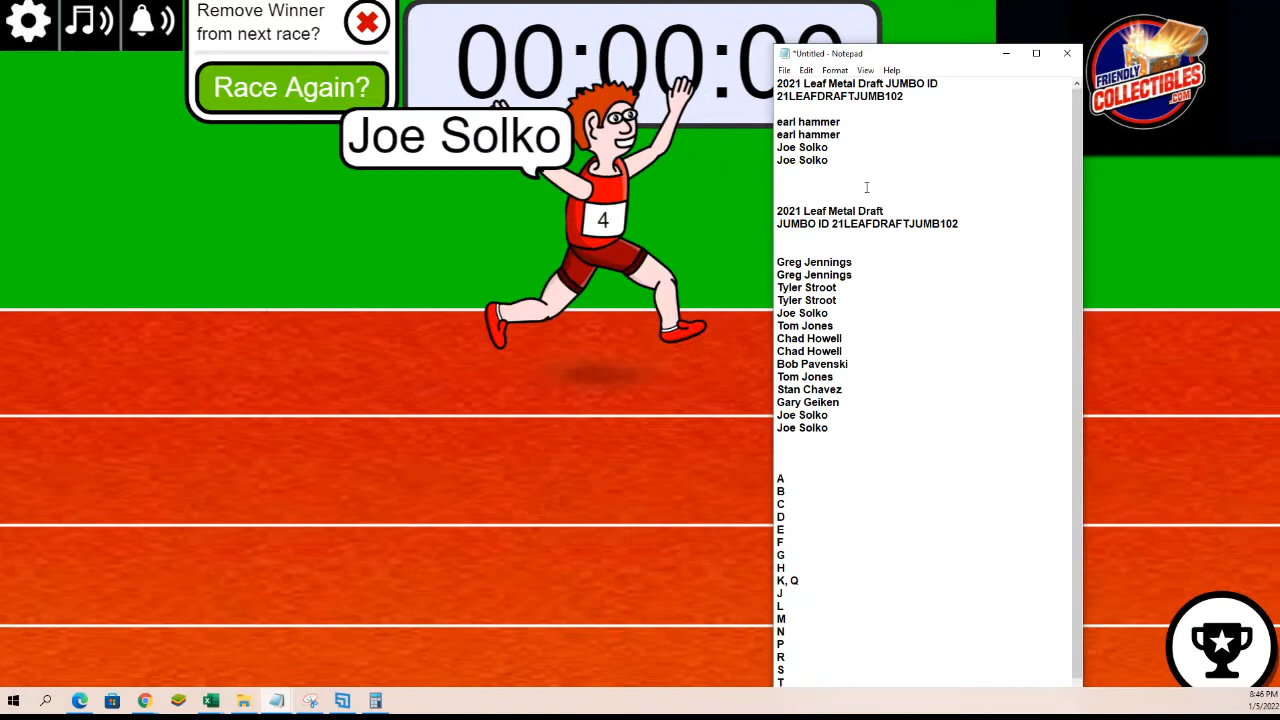 Remove Winner
from next race?
Race Again?
00:00:0
Joe Solko
4
*Untitled - Notepad
File Edit Format View Help
2021 Leaf Metal Draft JUMBO ID
21LEAFDRAFTJUMB102
earl hammer
earl hammer
Joe Solko
Joe Solko
2021 Leaf Metal Draft
JUMBO ID 21LEAFDRAFTJUMB102
Greg Jennings
Greg Jennings
Tyler Stroot
Tyler Stroot
Joe Solko
Tom Jones
Chad Howell
Chad Howell
Bob Pavenski
Tom Jones
Stan Chavez
Gary Geiken
Joe Solko
Joe Solko
A
B
C
D
E
F
G
H
K, Q
J
L
M
N
P
R
S
T
FRIENDLY
COLLECTIBLES
.COM
8:46 PM
1/5/2022